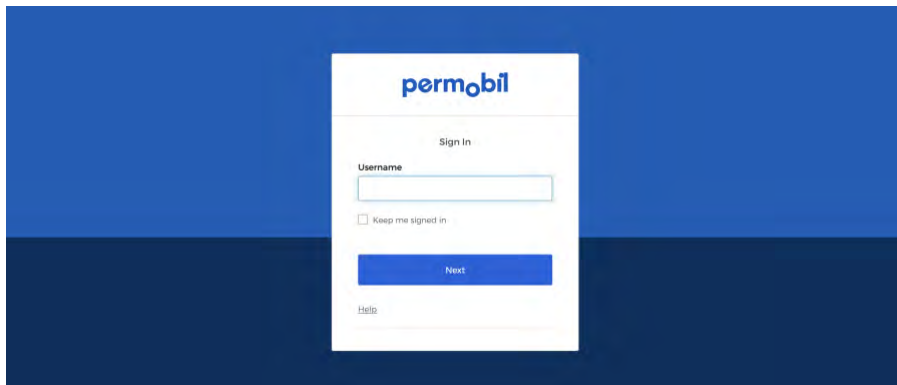 permobil
Sign In
Username
Keep me signed in
Next
Help